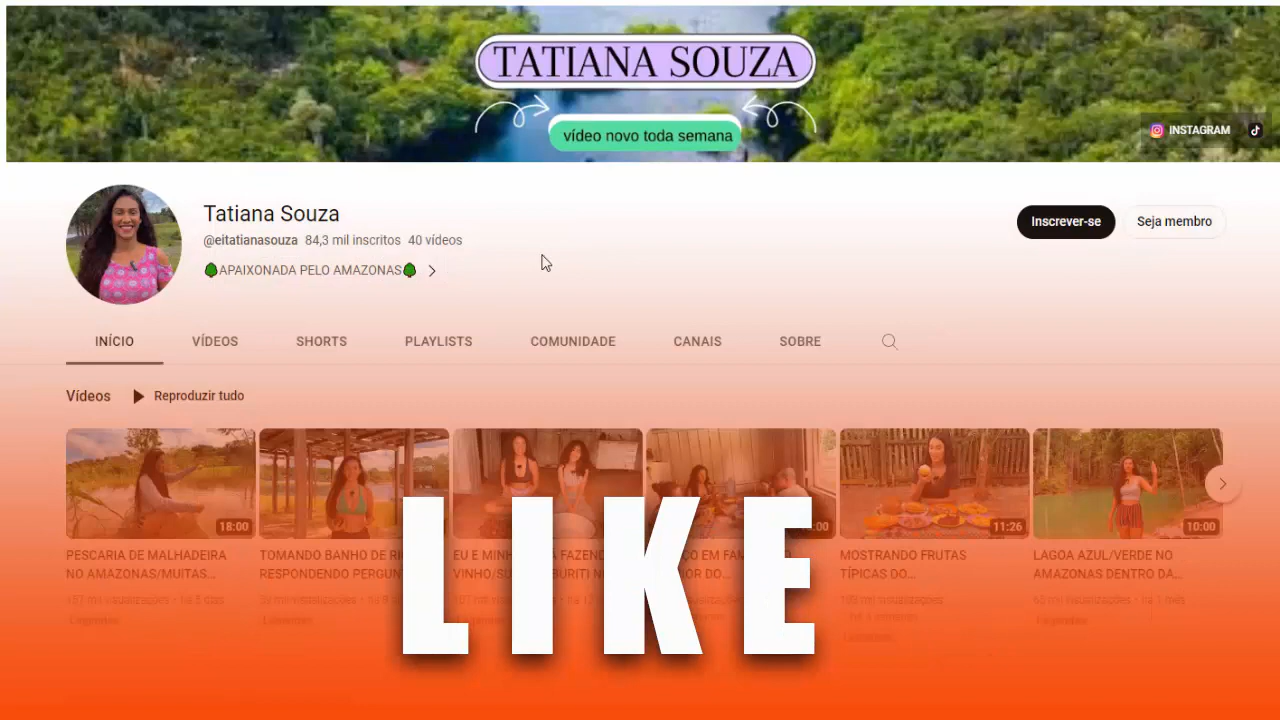 TATIANA SOUZA
vídeo novo toda semana
INSTAGRAM
Tatiana Souza
@eitatianasouza 84,3 mil inscritos 40 vídeos
APAIXONADA PELO AMAZONAS
Inscrever-se
Seja membro
INÍCIO VÍDEOS SHORTS PLAYLISTS COMUNIDADE CANAIS SOBRE
Vídeos Reproduzir tudo
18:00
11:26
10:00
PESCARIA DE MALHADEIRA
NO AMAZONAS/MUITAS...
TOMANDO BANHO DE
RESPONDENDO
EU E
VINHO
EM
MOSTRANDO FRUTAS
TÍPICAS DO...
LAGOA AZUL/VERDE NO
AMAZONAS DENTRO DA...
LIKE